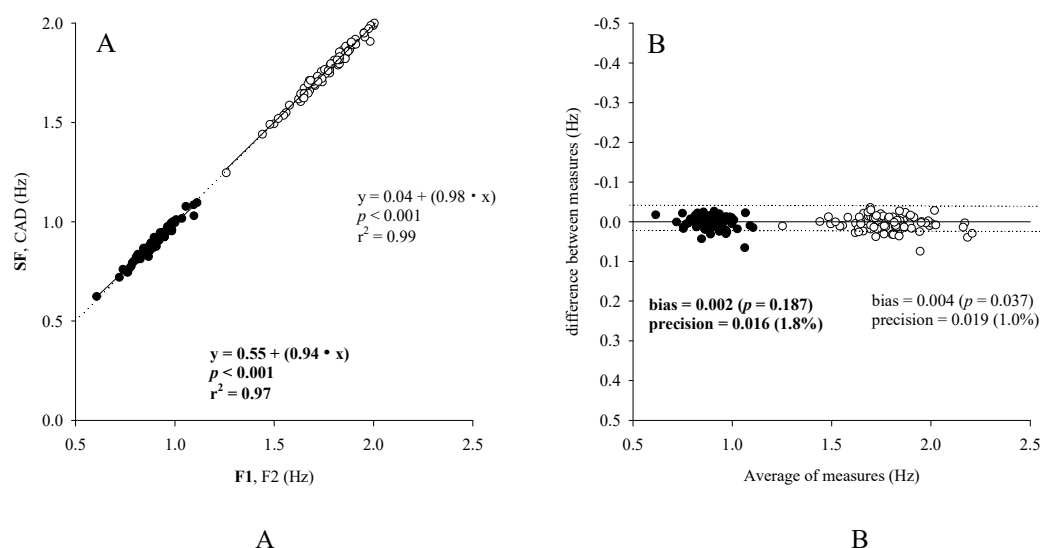 A
2.0
1.5
1.0
0.5
0.0
SF, CAD (Hz)
y = 0.04 + (0.98 • x)
p < 0.001
r² = 0.99
y = 0.55 + (0.94 • x)
p < 0.001
r² = 0.97
0.5 1.0 1.5 2.0 2.5
F1, F2 (Hz)
A
B
-0.5
-0.4
-0.3
-0.2
-0.1
0.0
0.1
0.2
0.3
0.4
0.5
difference between measures (Hz)
bias = 0.002 (p = 0.187)
precision = 0.016 (1.8%)
bias = 0.004 (p = 0.037)
precision = 0.019 (1.0%)
0.5 1.0 1.5 2.0 2.5
Average of measures (Hz)
B